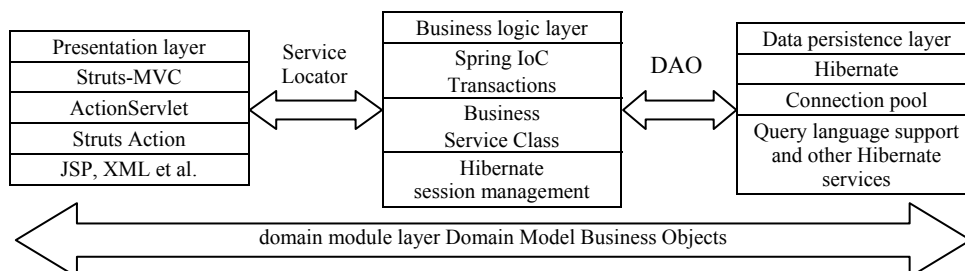 Presentation layer
Struts-MVC
ActionServlet
Struts Action
JSP, XML et al.
Service
Locator
Business logic layer
Spring IoC
Transactions
Business
Service Class
Hibernate
session management
DAO
Data persistence layer
Hibernate
Connection pool
Query language support
and other Hibernate
services
domain module layer Domain Model Business Objects